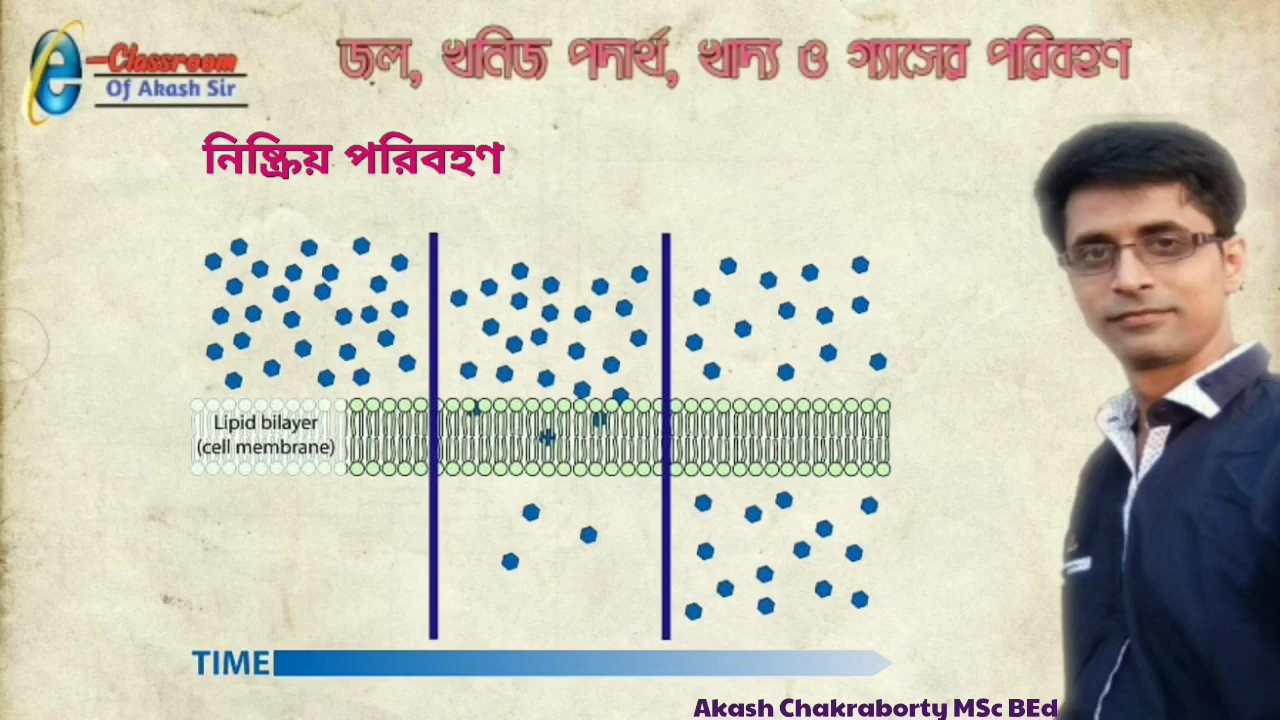 e-Classroom
Of Akash Sir
জল, খনিজ পদার্থ, খাদ্য ও গ্যাসের পরিবহণ
নিষ্ক্রিয় পরিবহণ
Lipid bilayer
(cell membrane)
TIME
Akash Chakraborty MSc BEd